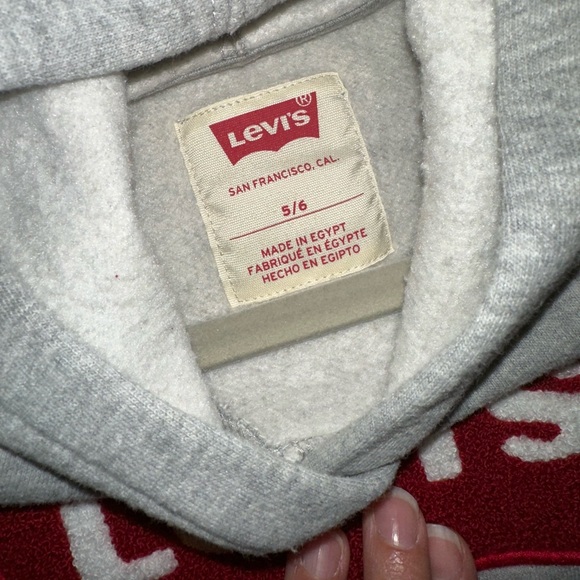 LEVI'S®
SAN FRANCISCO, CAL.
5/6
MADE IN EGYPT
FABRIQUÉ EN ÉGYPTE
HECHO EN EGIPTO
L
'S